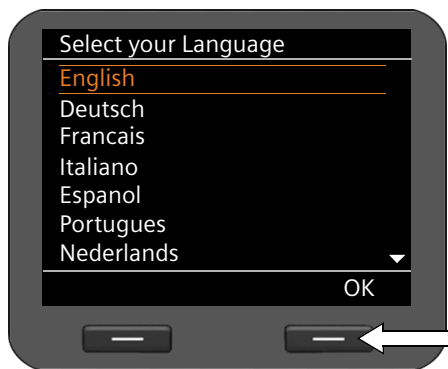 Select your Language
English
Deutsch
Francais
Italiano
Espanol
Portugues
Nederlands
OK